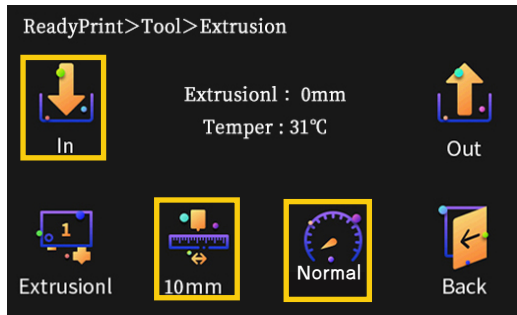 ReadyPrint>Tool>Extrusion
Extrusionl : 0mm
Temper : 31℃
In
Out
1
Extrusionl
10mm
Normal
Back